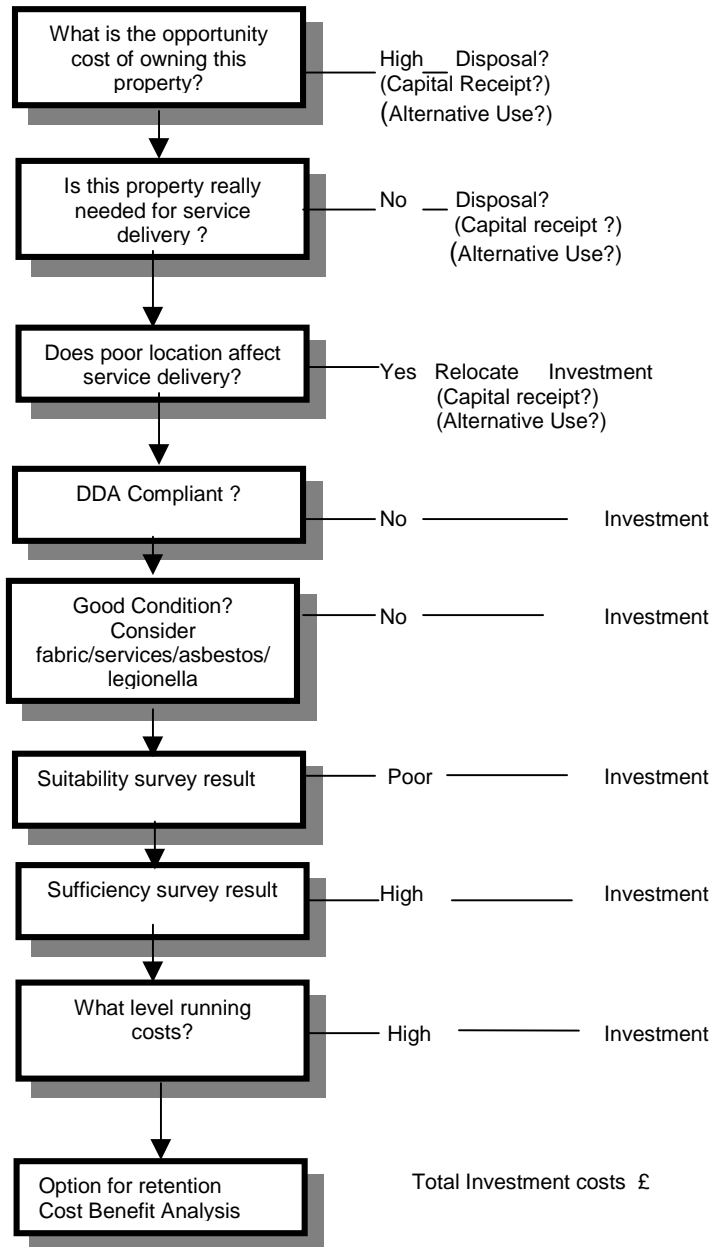 What is the opportunity
cost of owning this
property?
High Disposal?
(Capital Receipt?)
(Alternative Use?)
Is this property really
needed for service
delivery ?
No Disposal?
(Capital receipt ?)
(Alternative Use?)
Does poor location affect
service delivery?
Yes Relocate Investment
(Capital receipt?)
(Alternative Use?)
DDA Compliant ?
No Investment
Good Condition?
Consider
fabric/services/asbestos/
legionella
No Investment
Suitability survey result
Poor Investment
Sufficiency survey result
High Investment
What level running
costs?
High Investment
Option for retention
Cost Benefit Analysis
Total Investment costs £